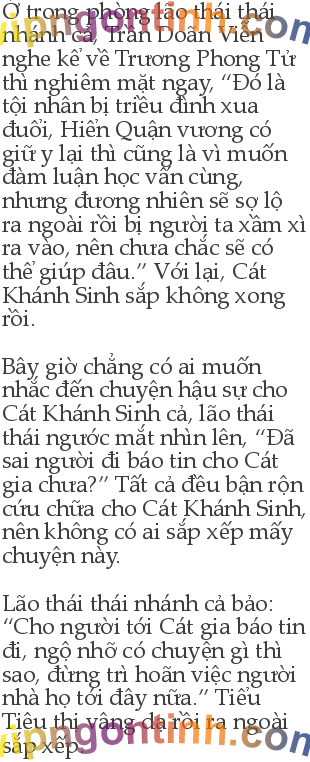 Ở trong phòng lão thái thái
nhánh cả, Trần Doãn Viên
nghe kể về Trương Phong Tử
thì nghiêm mặt ngay, “Đó là
tội nhân bị triều đình xua
đuổi, Hiển Quận vương có
giữ y lại thì cũng là vì muốn
đàm luận học vấn cùng,
nhưng đương nhiên sẽ sợ lộ
ra ngoài rồi bị người ta xầm xì
ra vào, nên chưa chắc sẽ có
thể giúp đâu.” Với lại, Cát
Khánh Sinh sắp không xong
rồi.
Bây giờ chẳng có ai muốn
nhắc đến chuyện hậu sự cho
Cát Khánh Sinh cả, lão thái
thái ngước mắt nhìn lên, “Đã
sai người đi báo tin cho Cát
gia chưa?” Tất cả đều bận rộn
cứu chữa cho Cát Khánh Sinh,
nên không có ai sắp xếp mấy
chuyện này.
Lão thái thái nhánh cả bảo:
“Cho người tới Cát gia báo tin
đi, ngộ nhỡ có chuyện gì thì
sao, đừng trì hoãn việc người
nhà họ tới đây nữa.” Tiểu
Tiêu thị vâng dạ rồi ra ngoài
sắp xếp.
vipngontinh.com
vipngontinh.com